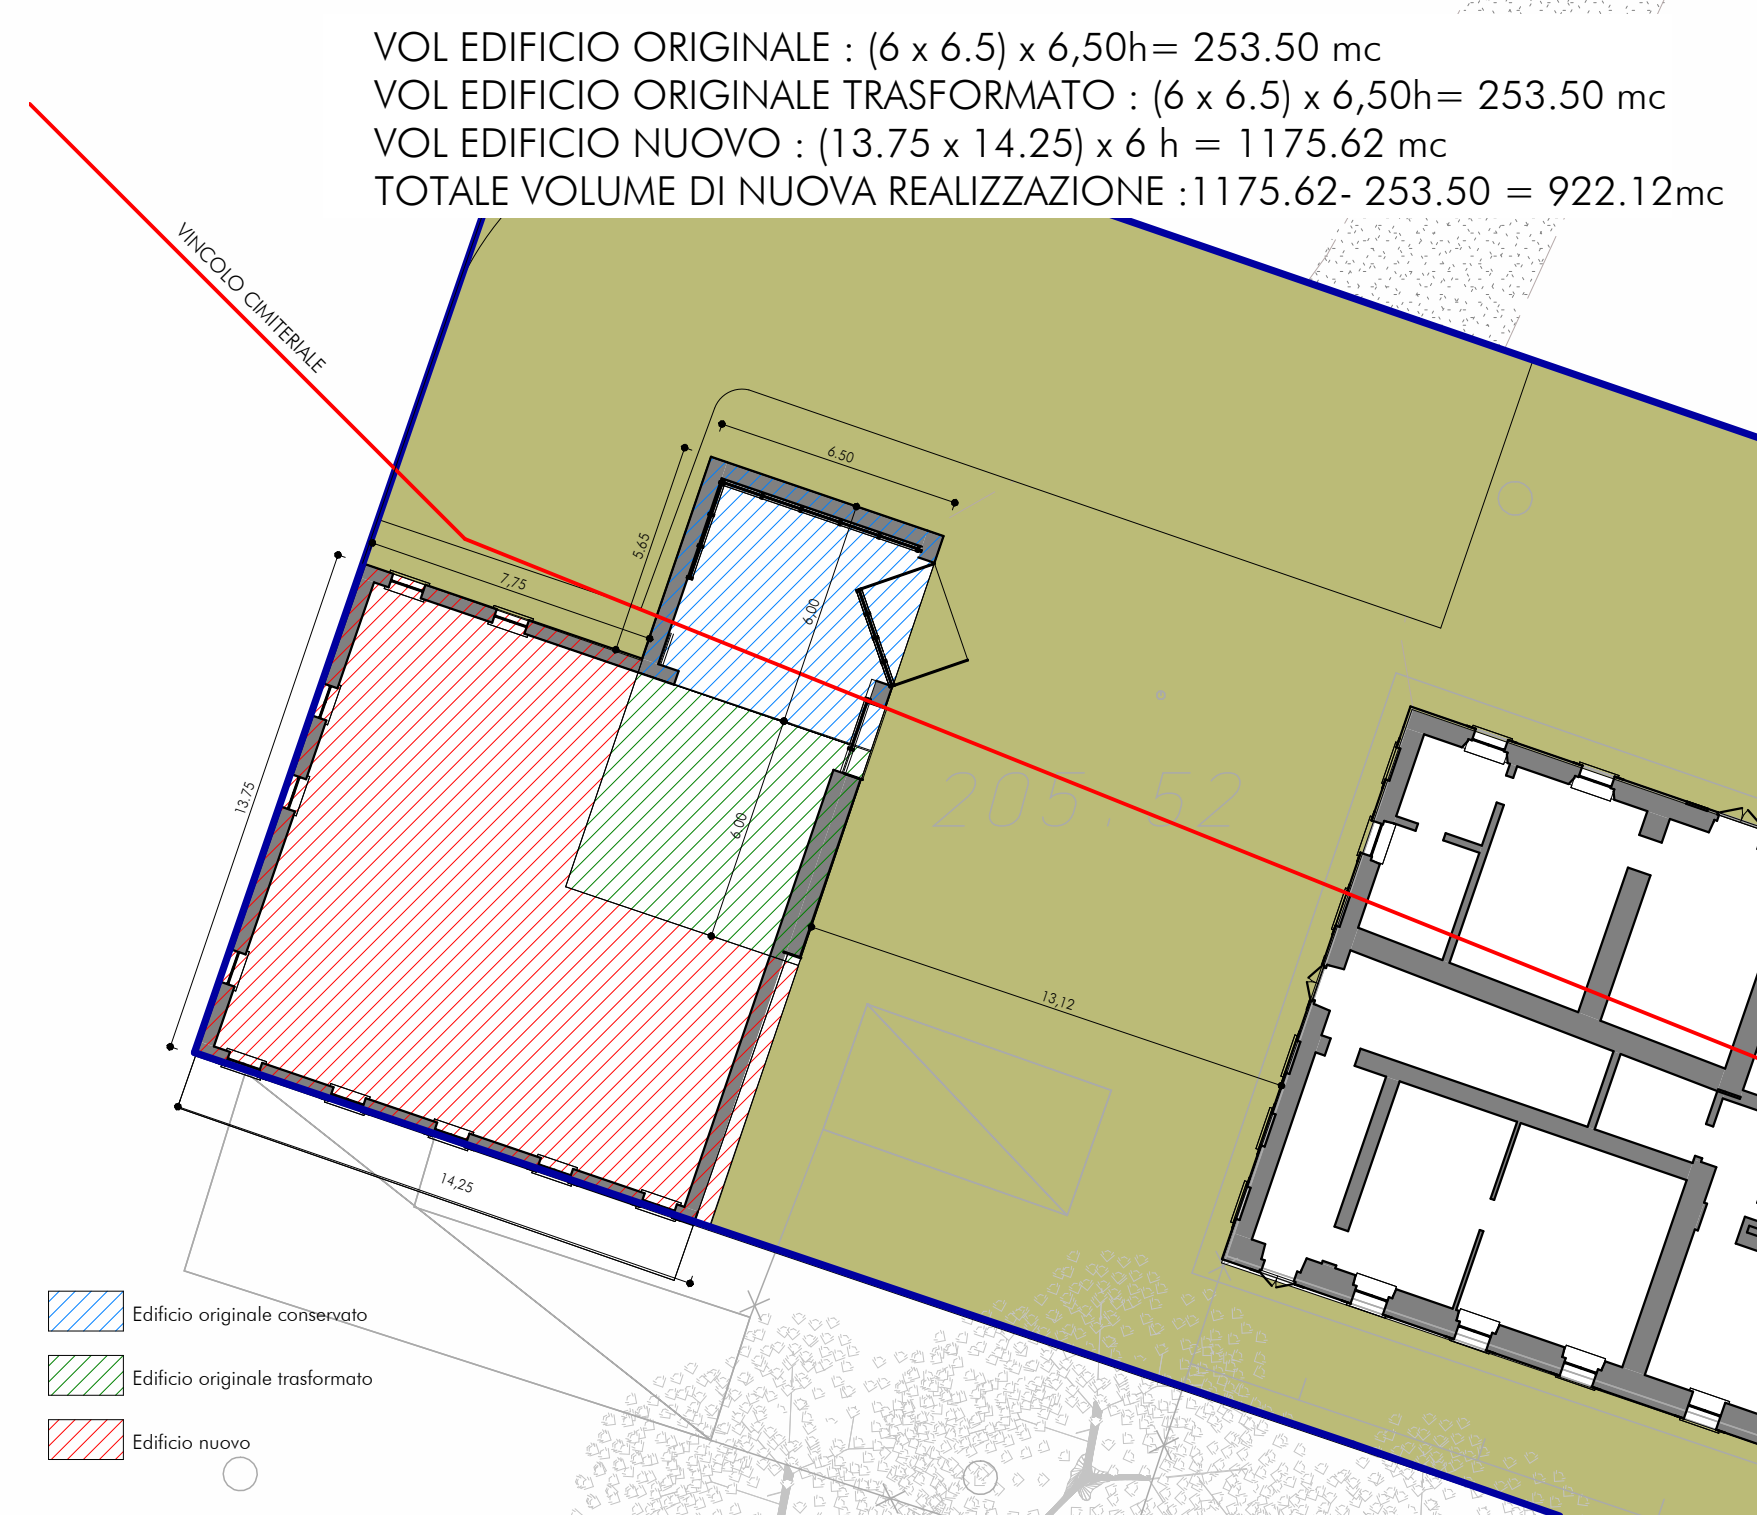 VOL EDIFICIO ORIGINALE : (6 x 6.5) x 6,50h= 253.50 mc
VOL EDIFICIO ORIGINALE TRASFORMATO : (6 x 6.5) x 6,50h= 253.50 mc
VOL EDIFICIO NUOVO : (13.75 x 14.25) x 6 h = 1175.62 mc
TOTALE VOLUME DI NUOVA REALIZZAZIONE :1175.62- 253.50 = 922.12mc
VINCOLO CIMITERIALE
6.50
5.65
7,75
6,00
13.75
6.00
205.52
13,12
14,25
Edificio originale conservato
Edificio originale trasformato
Edificio nuovo